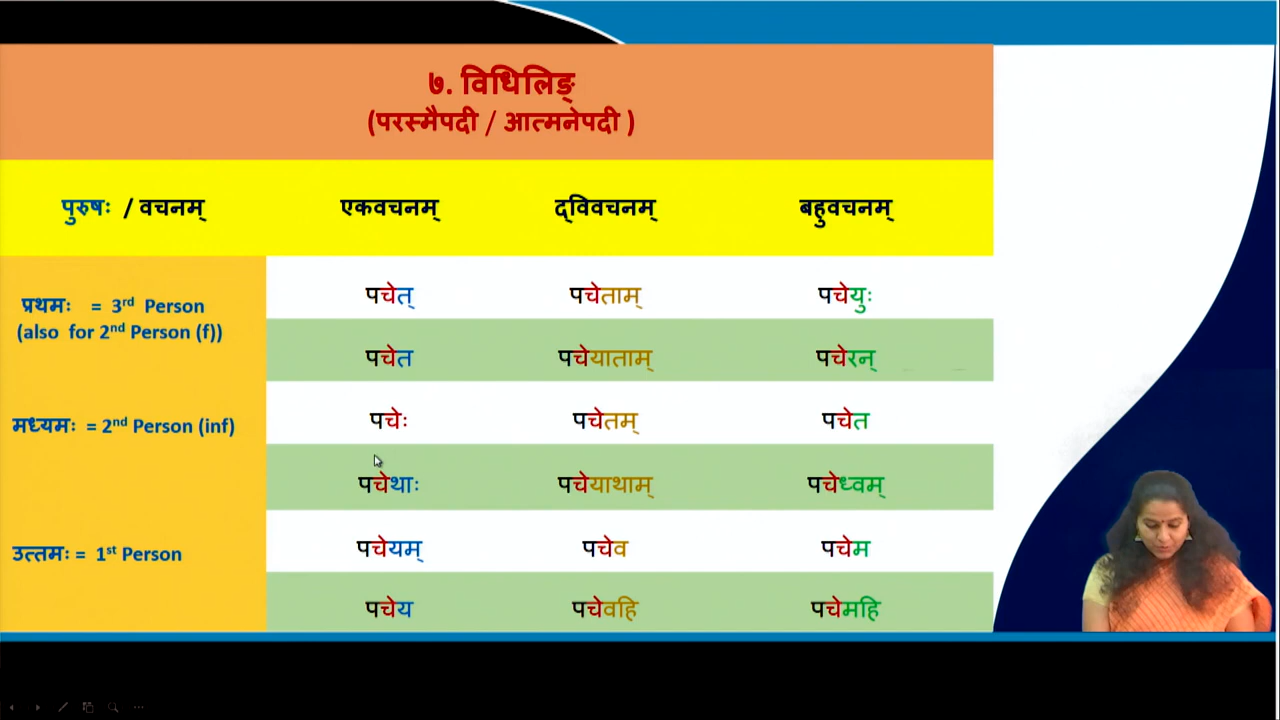 ७. विधिलिङ्
(परस्मैपदी / आत्मनेपदी )
पुरुषः / वचनम् एकवचनम् द्विवचनम् बहुवचनम्
प्रथमः = 3rd Person
(also for 2nd Person (f))
पचेत् पचेताम् पचेयुः
पचेत पचेयाताम् पचेरन्
मध्यमः = 2nd Person (inf)
पचेः पचेतम् पचेत
पचेथाः पचेयाथाम् पचेध्वम्
उत्तमः = 1st Person
पचेयम् पचेव पचेम
पचेय पचेवहि पचेमहि